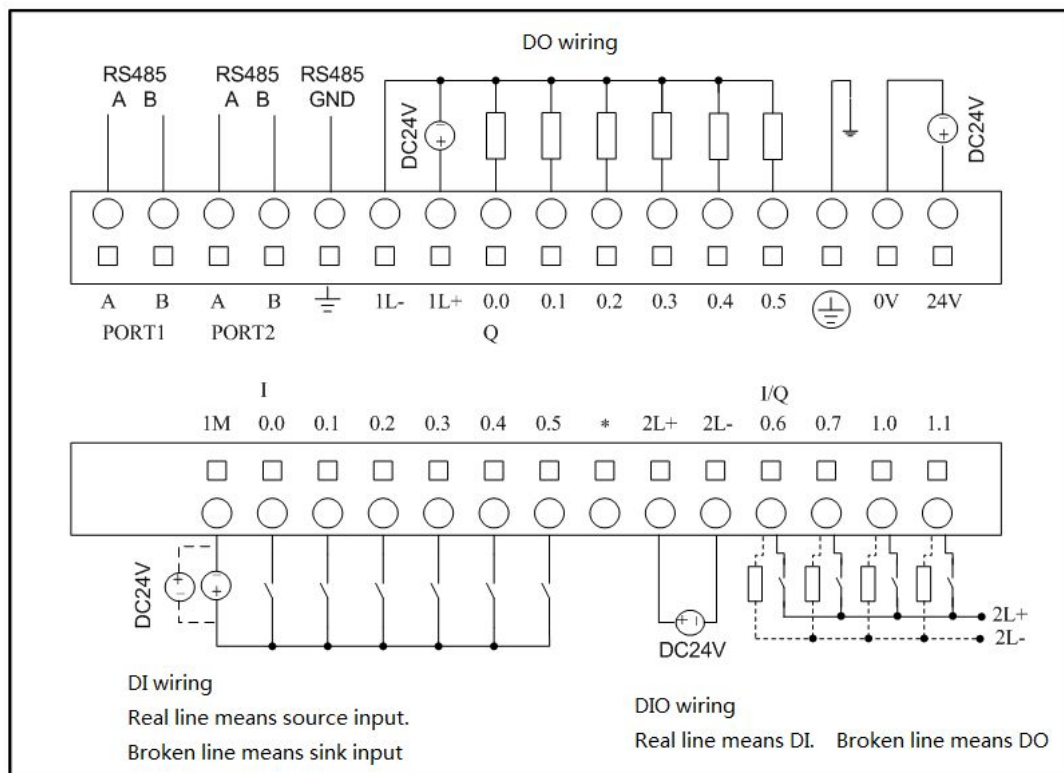 DO wiring
RS485 RS485 RS485
A B A B GND
DC24V DC24V
A B A B 1L- 1L+ 0.0 0.1 0.2 0.3 0.4 0.5 0V 24V
PORT1 PORT2 Q
I I/Q
1M 0.0 0.1 0.2 0.3 0.4 0.5 * 2L+ 2L- 0.6 0.7 1.0 1.1
DC24V
2L+
2L-
DC24V
DI wiring
Real line means source input.
Broken line means sink input
DIO wiring
Real line means DI. Broken line means DO